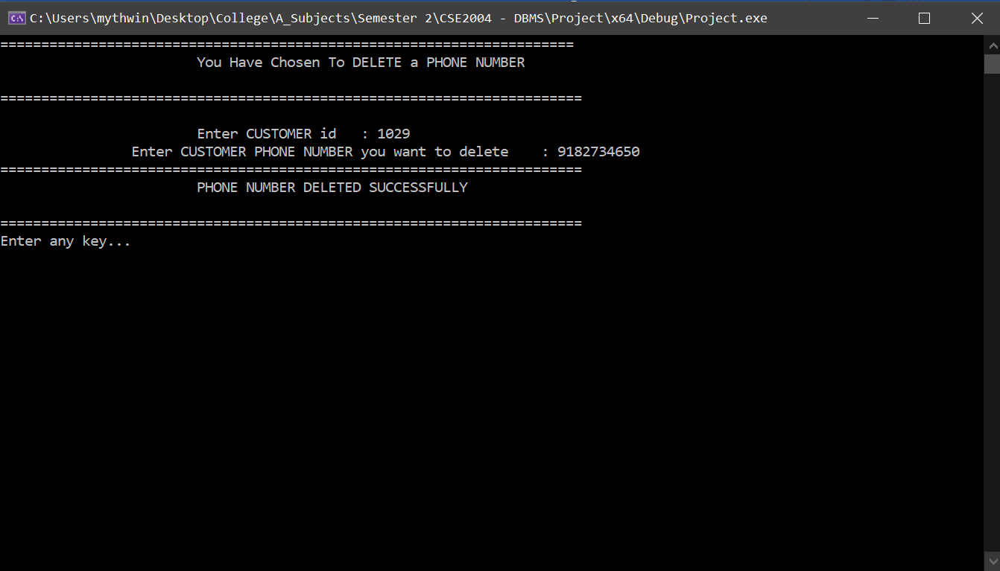 C:\Users\mythwin\Desktop\College\A_Subjects\Semester 2\CSE2004 - DBMS\Project\x64\Debug\Project.exe
======================================================================
You Have Chosen To DELETE a PHONE NUMBER
=======================================================================
Enter CUSTOMER id   : 1029
Enter CUSTOMER PHONE NUMBER you want to delete    : 9182734650
=======================================================================
PHONE NUMBER DELETED SUCCESSFULLY
=======================================================================
Enter any key...